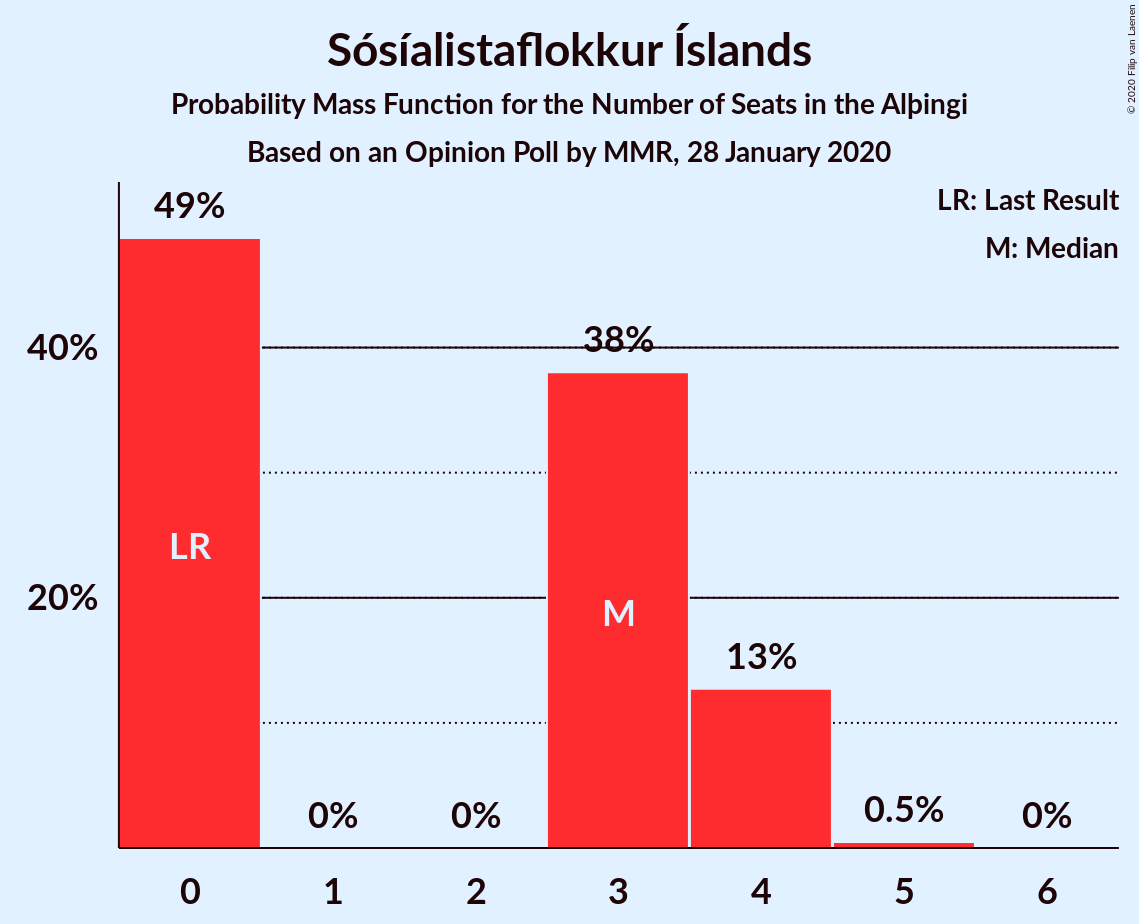 Sósíalistaflokkur Íslands
Probability Mass Function for the Number of Seats in the Alþingi
Based on an Opinion Poll by MMR, 28 January 2020
© 2020 Filip van Laenen
LR: Last Result
M: Median
49%
38%
40%
LR
20%
M
13%
0%
0%
0.5%
0%
0
1
2
3
4
5
6